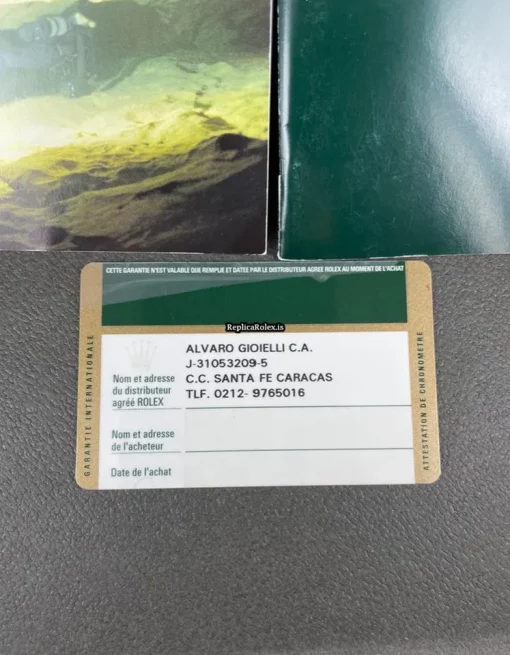 CETTE GARANTIE N'EST VALABLE QUE REMPLIE ET DATEE PAR LE DISTRIBUTEUR AGREE ROLEX AU MOMENT DE L'ACHAT
ReplicaRolex.is
GARANTIE INTERNATIONALE
ALVARO GIOIELLI C.A.
J-31053209-5
Nom et adresse
du distributeur
agréé ROLEX
C.C. SANTA FE CARACAS
TLF. 0212- 9765016
Nom et adresse
de l'acheteur
Date de l'achat
ATTESTATION DE CHRONOMETRE